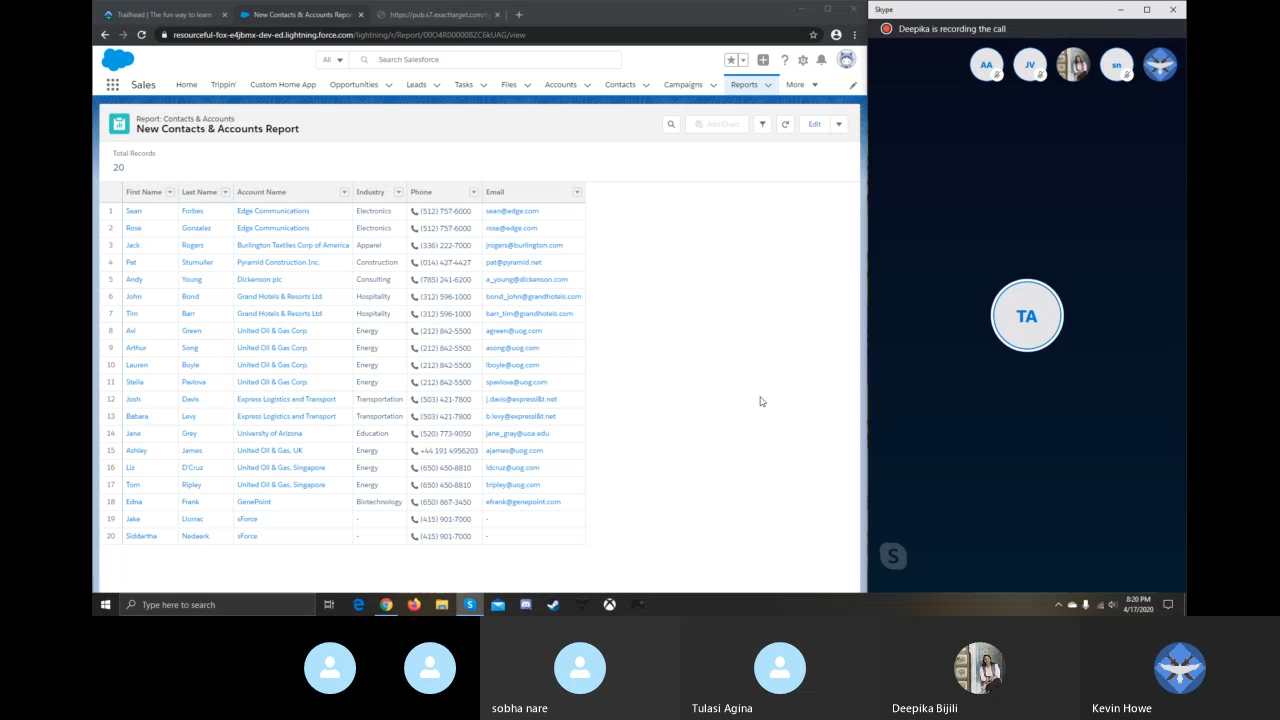 Trailhead | The fun way to learn
New Contacts & Accounts Repo
https://pub.s7.exacttarget.com/
resourceful-fox-e4jbmx-dev-ed.lightning.force.com/lightning/r/Report/00O4R000008ZC6kUAG/view
All
Search Salesforce
Sales
Home
Trippin'
Custom Home App
Opportunities
Leads
Tasks
Files
Accounts
Contacts
Campaigns
Reports
More
Report: Contacts & Accounts
New Contacts & Accounts Report
Add Chart
Edit
Total Records
20
First Name Last Name Account Name Industry Phone Email
1 Sean Forbes Edge Communications Electronics (512) 757-6000 sean@edge.com
2 Rose Gonzalez Edge Communications Electronics (512) 757-6000 rose@edge.com
3 Jack Rogers Burlington Textiles Corp of America Apparel (336) 222-7000 jrogers@burlington.com
4 Pat Stumuller Pyramid Construction Inc. Construction (014) 427-4427 pat@pyramid.net
5 Andy Young Dickenson plc Consulting (785) 241-6200 a_young@dickenson.com
6 John Bond Grand Hotels & Resorts Ltd Hospitality (312) 596-1000 bond_john@grandhotels.com
7 Tim Barr Grand Hotels & Resorts Ltd Hospitality (312) 596-1000 barr_tim@grandhotels.com
8 Avi Green United Oil & Gas Corp. Energy (212) 842-5500 agreen@uog.com
9 Arthur Song United Oil & Gas Corp. Energy (212) 842-5500 asong@uog.com
10 Lauren Boyle United Oil & Gas Corp. Energy (212) 842-5500 lboyle@uog.com
11 Stella Pavlova United Oil & Gas Corp. Energy (212) 842-5500 spavlova@uog.com
12 Josh Davis Express Logistics and Transport Transportation (503) 421-7800 j.davis@expressl&t.net
13 Babara Levy Express Logistics and Transport Transportation (503) 421-7800 b.levy@expressl&t.net
14 Jane Grey University of Arizona Education (520) 773-9050 jane_gray@uoa.edu
15 Ashley James United Oil & Gas, UK Energy +44 191 4956203 ajames@uog.com
16 Liz D'Cruz United Oil & Gas, Singapore Energy (650) 450-8810 ldcruz@uog.com
17 Tom Ripley United Oil & Gas, Singapore Energy (650) 450-8810 tripley@uog.com
18 Edna Frank GenePoint Biotechnology (650) 867-3450 efrank@genepoint.com
19 Jake Llorrac sForce - (415) 901-7000 -
20 Siddartha Nedaerk sForce - (415) 901-7000 -
Skype
Deepika is recording the call
AA
JV
sn
TA
S
Type here to search
8:20 PM
4/17/2020
sobha nare
Tulasi Agina
Deepika Bijili
Kevin Howe